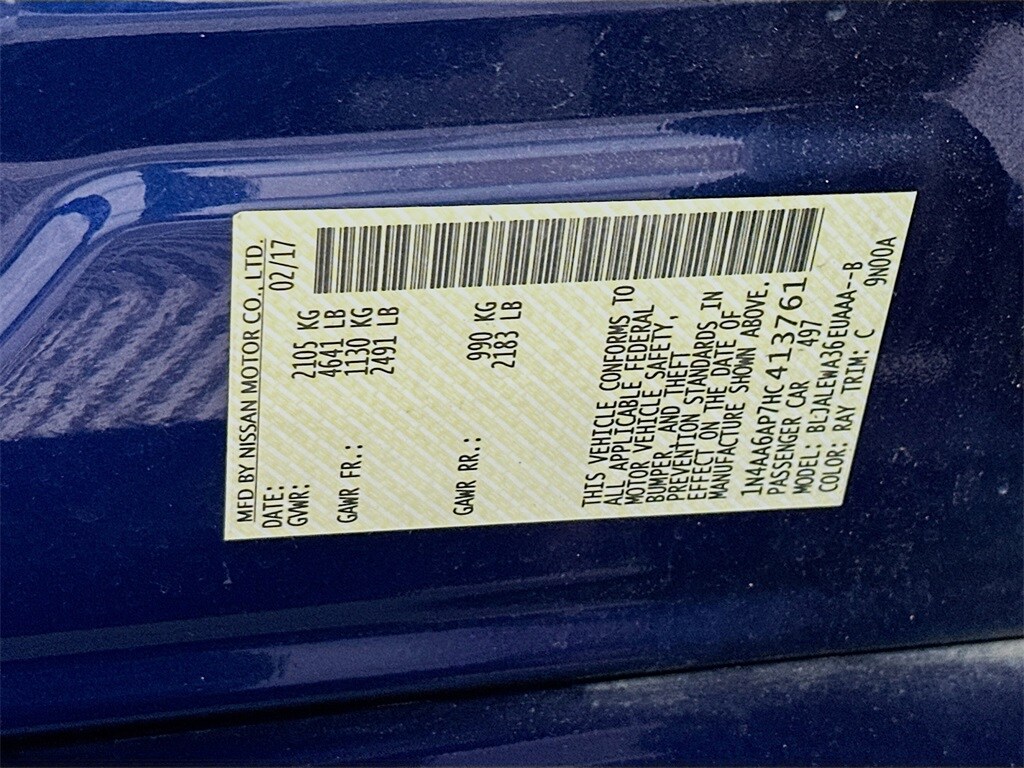 MFD BY NISSAN MOTOR CO., LTD.
DATE: 02/17
GVWR: 2105 KG
4641 LB
GAWR FR.: 1130 KG
2491 LB
GAWR RR.: 990 KG
2183 LB
THIS VEHICLE CONFORMS TO
ALL APPLICABLE FEDERAL
MOTOR VEHICLE SAFETY,
BUMPER, AND THEFT
PREVENTION STANDARDS IN
EFFECT ON THE DATE OF
MANUFACTURE SHOWN ABOVE.
1N4AA6AP7HC413761
PASSENGER CAR 497
MODEL: BLJALEWA36EUAAA--B
COLOR: RAY TRIM: C 9N00A